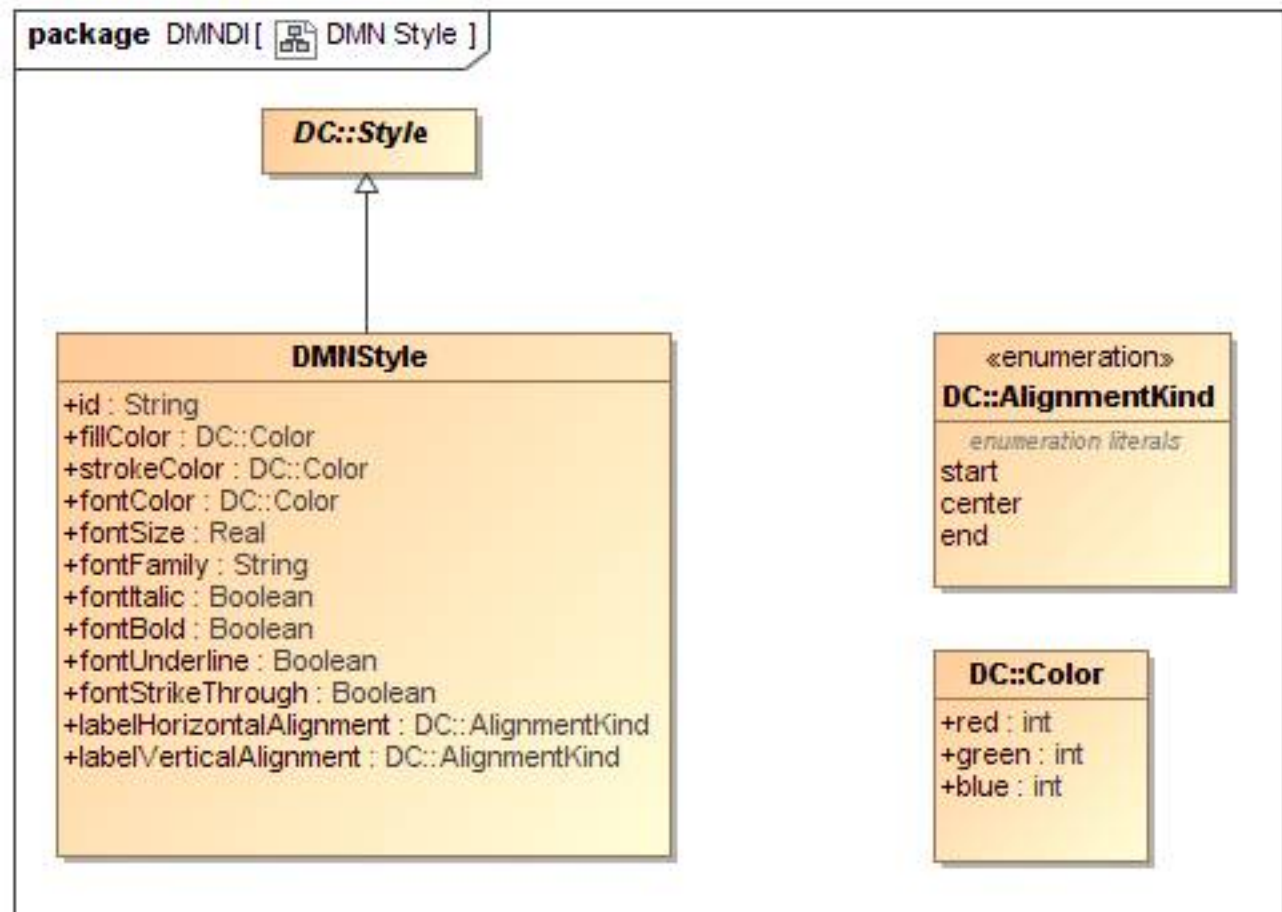 package DMNDI[ DMN Style ]
DC::Style
DMNStyle
+id : String
+fillColor : DC::Color
+strokeColor : DC::Color
+fontColor : DC::Color
+fontSize : Real
+fontFamily : String
+fontItalic : Boolean
+fontBold : Boolean
+fontUnderline : Boolean
+fontStrikeThrough : Boolean
+labelHorizontalAlignment : DC::AlignmentKind
+labelVerticalAlignment : DC::AlignmentKind
«enumeration»
DC::AlignmentKind
enumeration literals
start
center
end
DC::Color
+red : int
+green : int
+blue : int